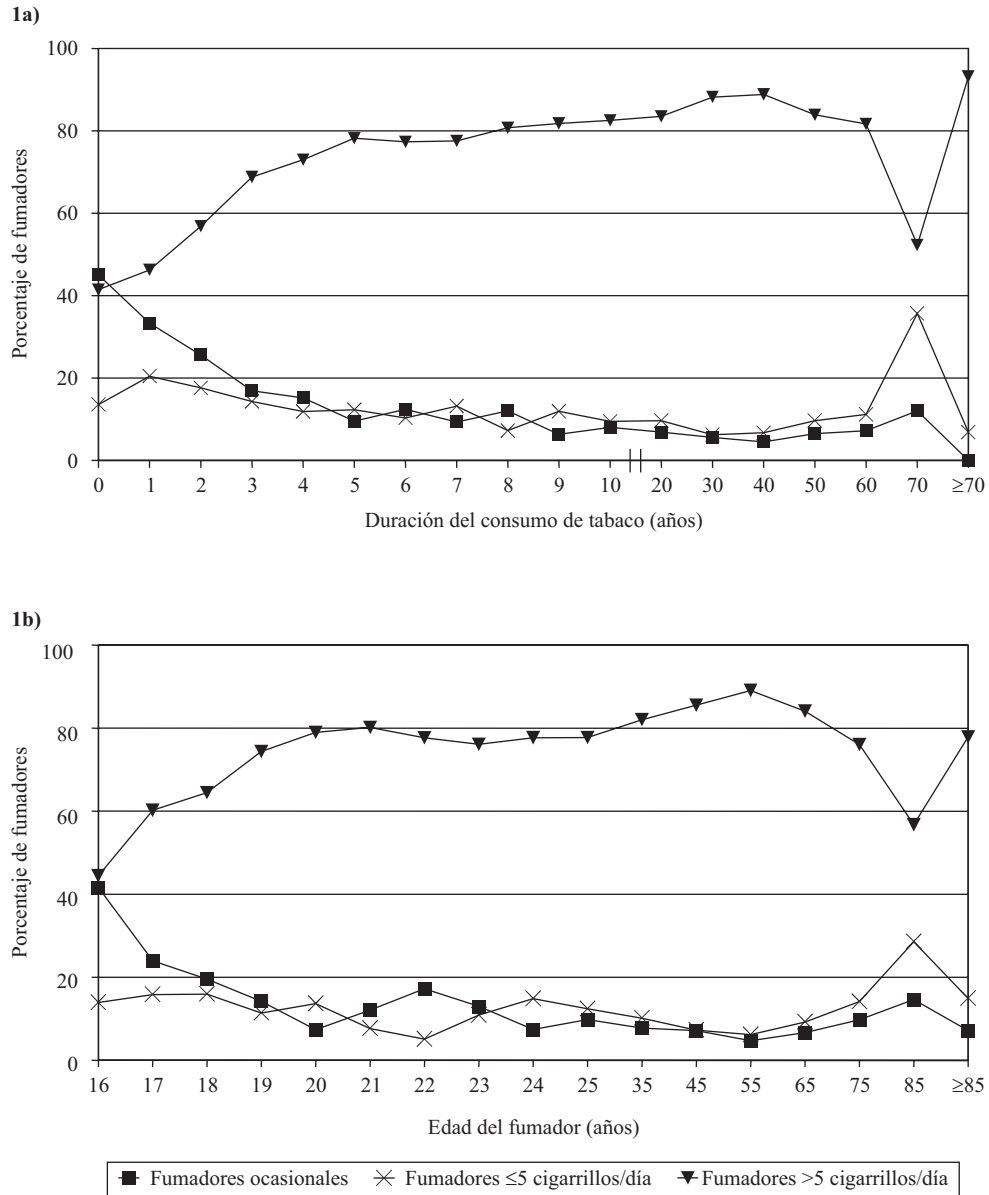 1a)
100
80
60
40
20
0
Porcentaje de fumadores
0 1 2 3 4 5 6 7 8 9 10 20 30 40 50 60 70 ≥70
Duración del consumo de tabaco (años)
1b)
100
80
60
40
20
0
Porcentaje de fumadores
16 17 18 19 20 21 22 23 24 25 35 45 55 65 75 85 ≥85
Edad del fumador (años)
Fumadores ocasionales Fumadores ≤5 cigarrillos/día Fumadores >5 cigarrillos/día